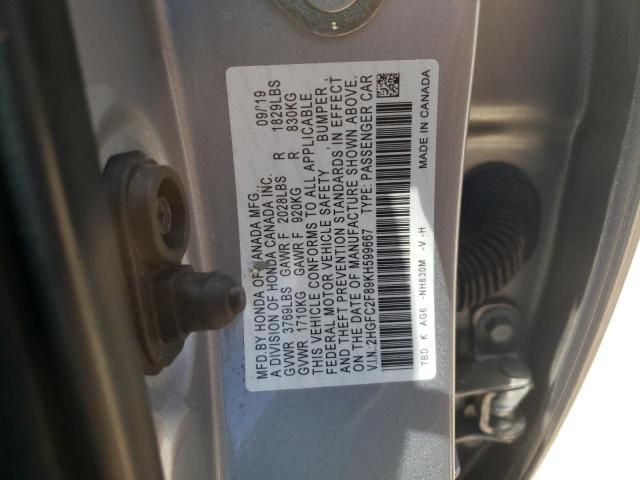 MFD.BY HONDA OF CANADA MFG. 09/'19
A DIVISION OF HONDA CANADA INC.
GVWR 3769LBS GAWR F 2028LBS R 1829LBS
GVWR 1710KG GAWR F 920KG R 830KG
THIS VEHICLE CONFORMS TO ALL APPLICABLE
FEDERAL MOTOR VEHICLE SAFETY , BUMPER ,
AND THEFT PREVENTION STANDARDS IN EFFECT
ON THE DATE OF MANUFACTURE SHOWN ABOVE.
V.I.N.:2HGFC2F89KH599667 TYPE: PASSENGER CAR
TBD K AG6 -NH830M -V-H MADE IN CANADA